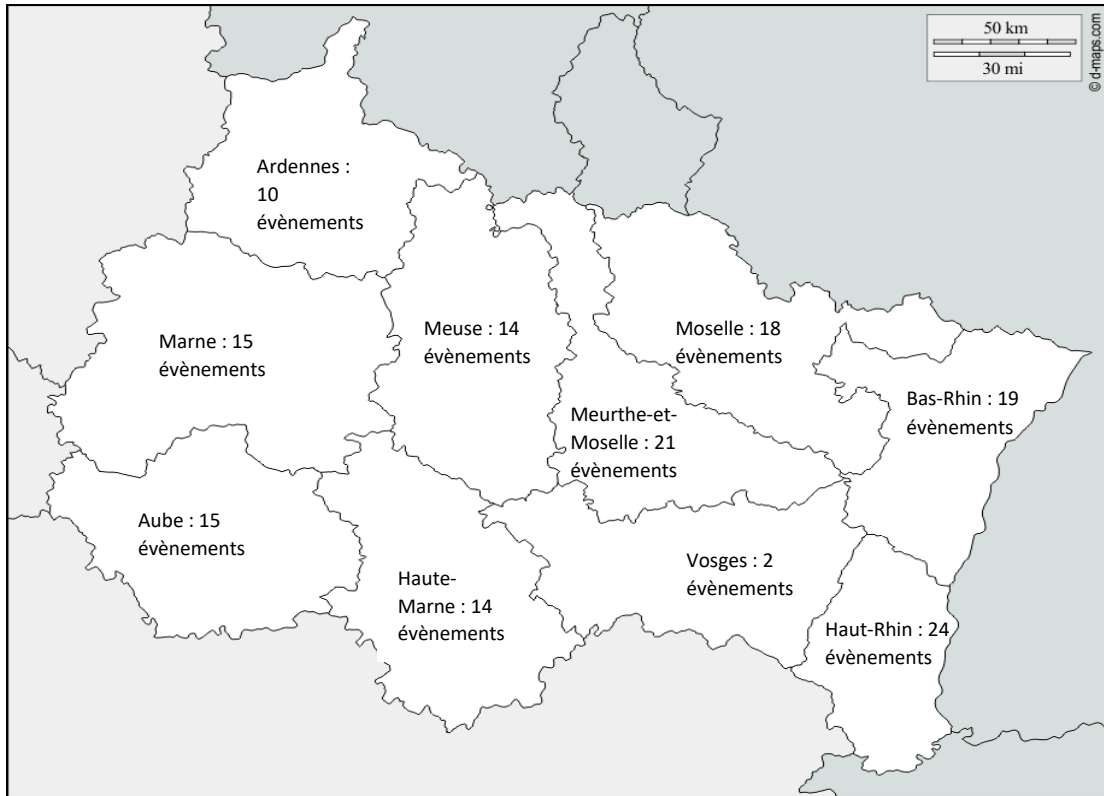 50 km
30 mi
© d-maps.com
Ardennes :
10
évènements
Marne : 15
évènements
Meuse : 14
évènements
Moselle : 18
évènements
Bas-Rhin : 19
évènements
Meurthe-et-
Moselle : 21
évènements
Aube : 15
évènements
Haute-
Marne : 14
évènements
Vosges : 2
évènements
Haut-Rhin : 24
évènements